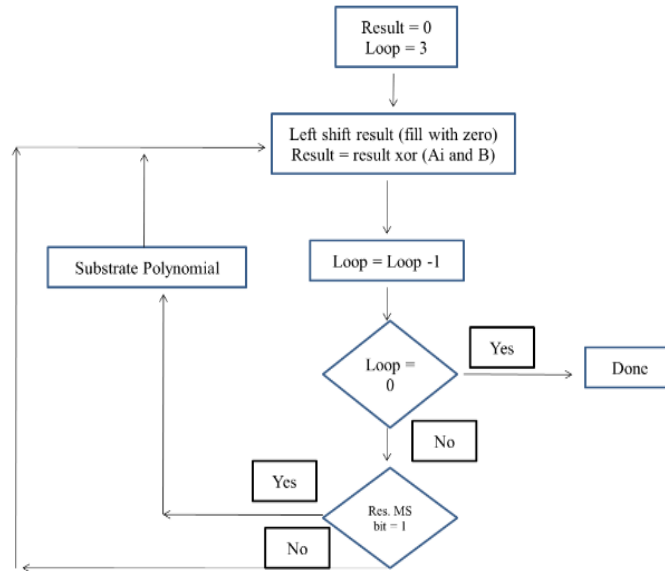 Result = 0
Loop = 3
Left shift result (fill with zero)
Result = result xor (Ai and B)
Substrate Polynomial
Loop = Loop -1
Loop =
0
Yes
Done
No
Yes
Res. MS
bit = 1
No